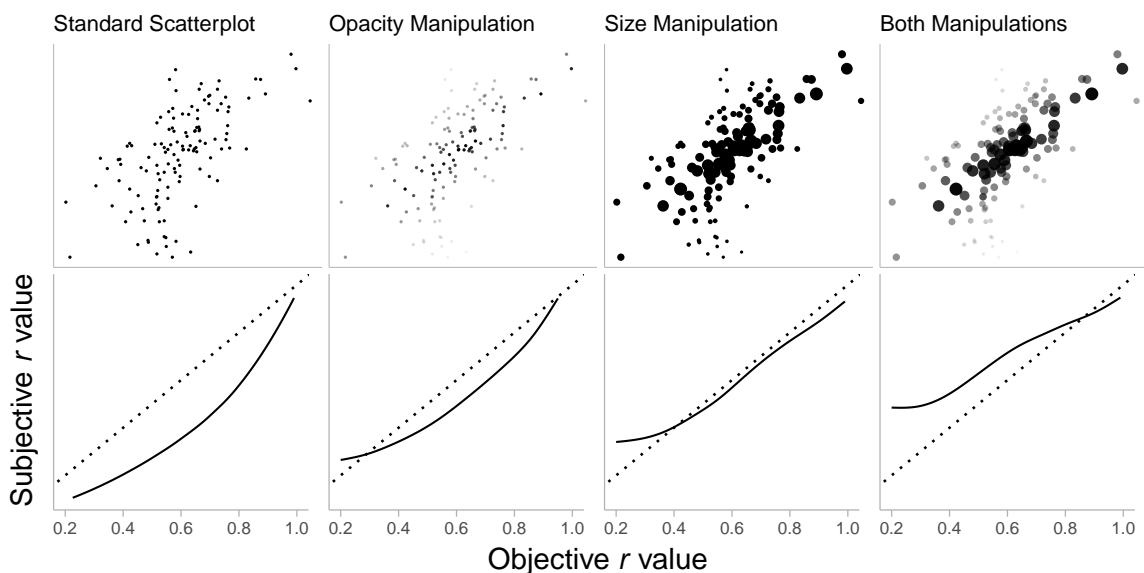 Standard Scatterplot
Opacity Manipulation
Size Manipulation
Both Manipulations
Subjective r value
0.2 0.4 0.6 0.8 1.0
0.2 0.4 0.6 0.8 1.0
0.2 0.4 0.6 0.8 1.0
0.2 0.4 0.6 0.8 1.0
Objective r value